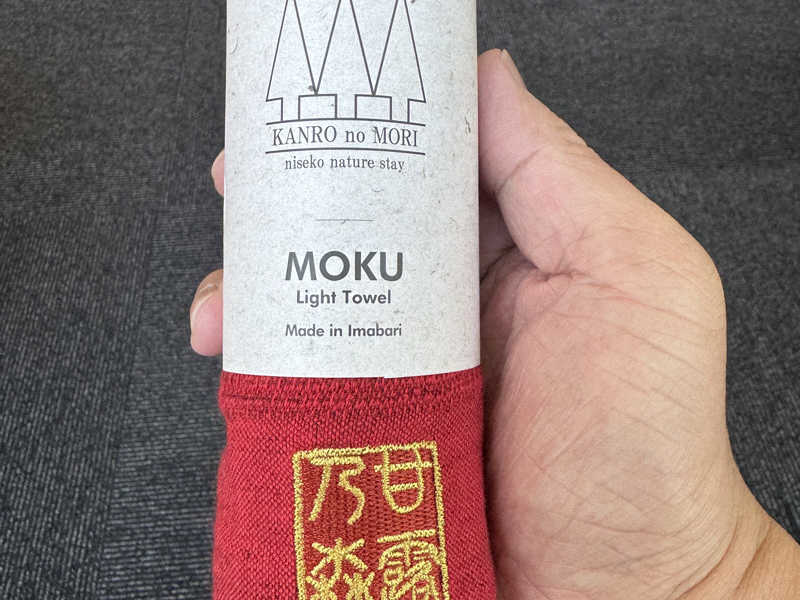 KANRO no MORI
niseko nature stay
MOKU
Light Towel
Made in Imabari
甘露
乃森